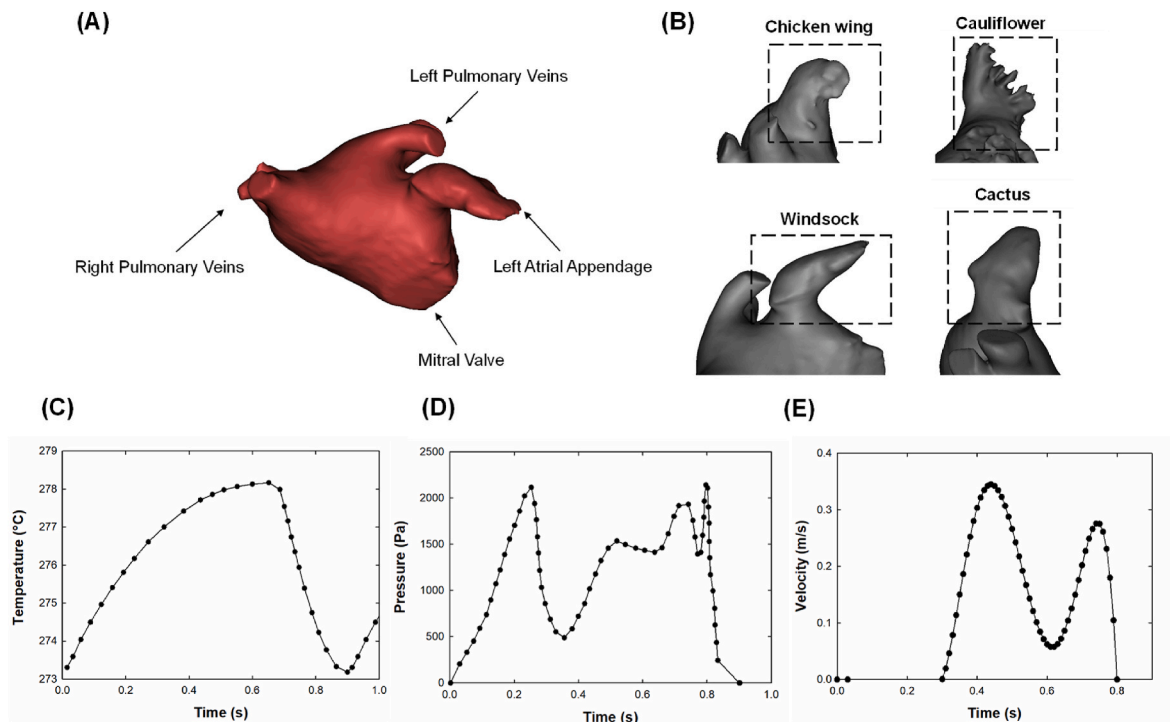 (A)
Left Pulmonary Veins
Right Pulmonary Veins
Left Atrial Appendage
Mitral Valve
(B)
Chicken wing
Cauliflower
Windsock
Cactus
(C)
279
278
277
276
275
274
273
Temperature (°C)
0.0 0.2 0.4 0.6 0.8 1.0
Time (s)
(D)
2500
2000
1500
1000
500
0
Pressure (Pa)
0.0 0.2 0.4 0.6 0.8 1.0
Time (s)
(E)
0.4
0.3
0.2
0.1
0.0
Velocity (m/s)
0.0 0.2 0.4 0.6 0.8 1.0
Time (s)